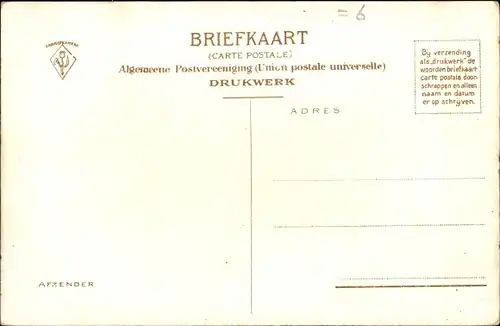 = 6
BRIEFKAART
(CARTE POSTALE)
Algemeene Postvereeniging (Union postale universelle)
DRUKWERK
ADRES
Bij verzending
als „drukwerk" de
woorden briefkaart
carte postale door-
schrappen en alleen
naam en datum
er op schrijven.
AFZENDER